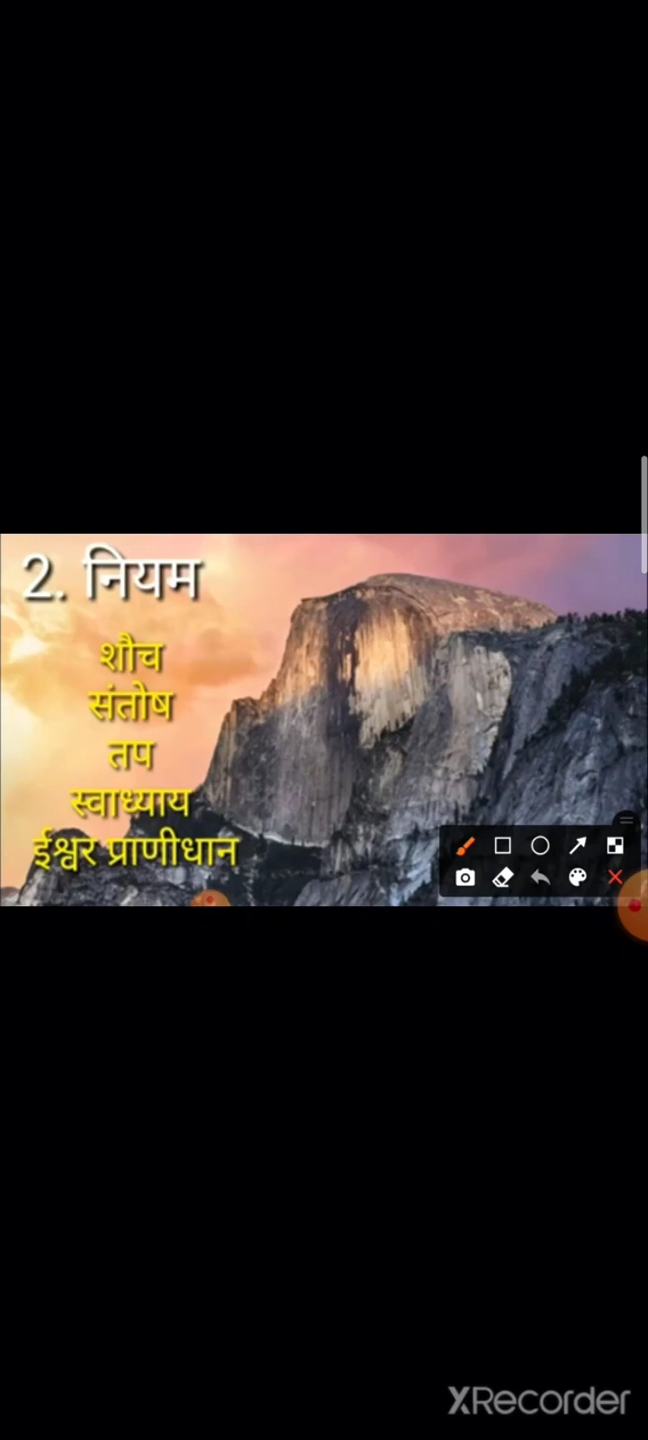 2. नियम
शौच
संतोष
तप
स्वाध्याय
ईश्वर प्राणीधान
XRecorder